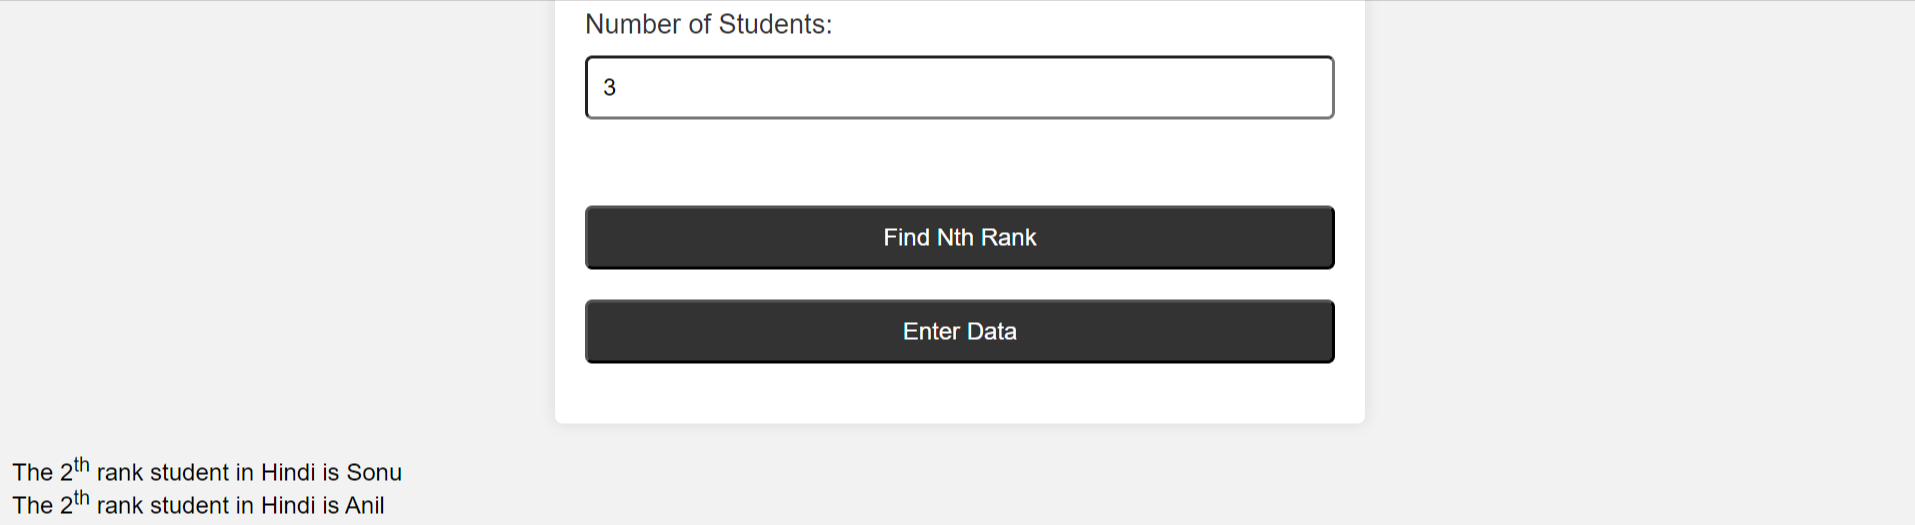 Number of Students:
3
Find Nth Rank
Enter Data
The 2th rank student in Hindi is Sonu
The 2th rank student in Hindi is Anil